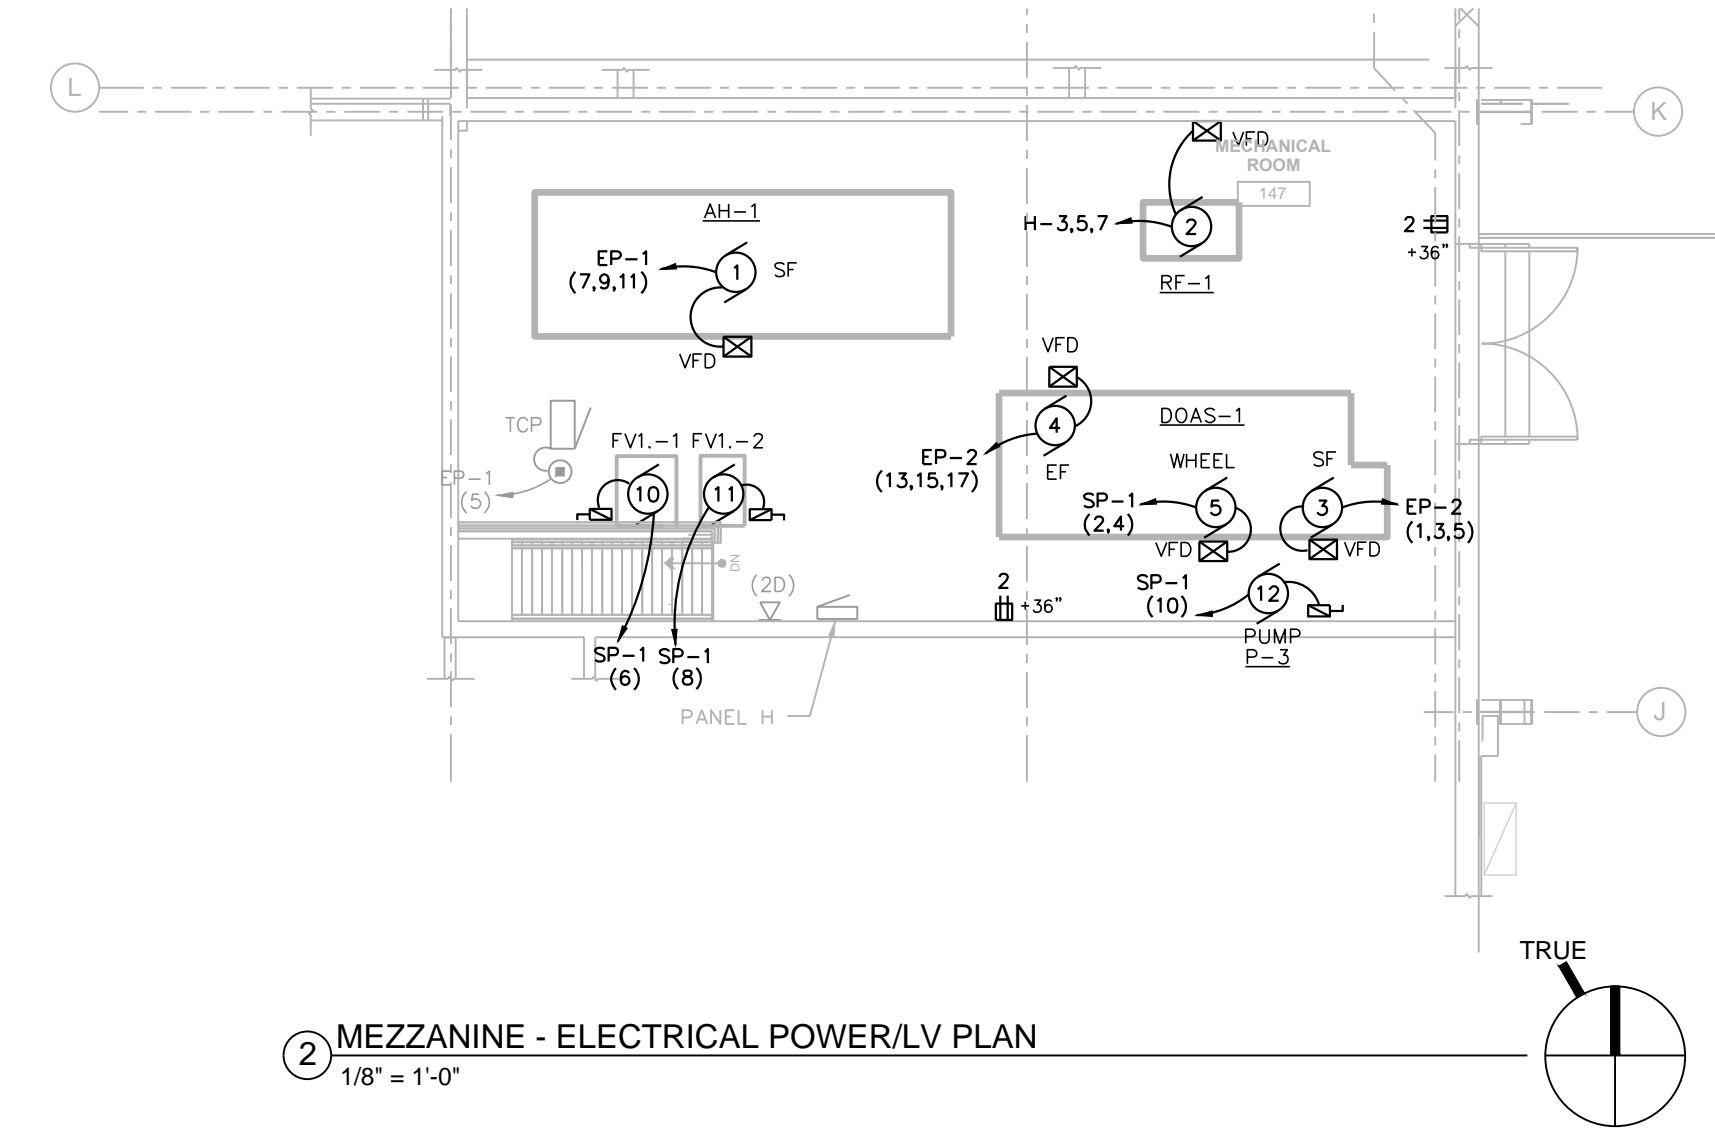 L
K
VFD
MECHANICAL
ROOM
147
AH-1
H-3,5,7
2
2
+36"
EP-1
(7,9,11)
1
SF
RF-1
VFD
VFD
TCP
FV1.-1
FV1.-2
4
DOAS-1
EP-2
(13,15,17)
EF
WHEEL
SF
EP-1
(5)
10
11
SP-1
(2,4)
5
3
EP-2
(1,3,5)
VFD
VFD
DN
(2D)
2
+36"
SP-1
(10)
12
PUMP
P-3
SP-1
(6)
SP-1
(8)
PANEL H
J
TRUE
2
MEZZANINE - ELECTRICAL POWER/LV PLAN
1/8" = 1'-0"